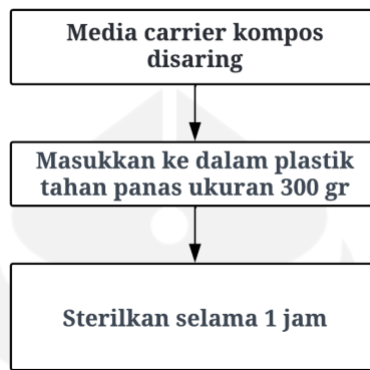 Media carrier kompos
disaring
Masukkan ke dalam plastik
tahan panas ukuran 300 gr
Sterilkan selama 1 jam